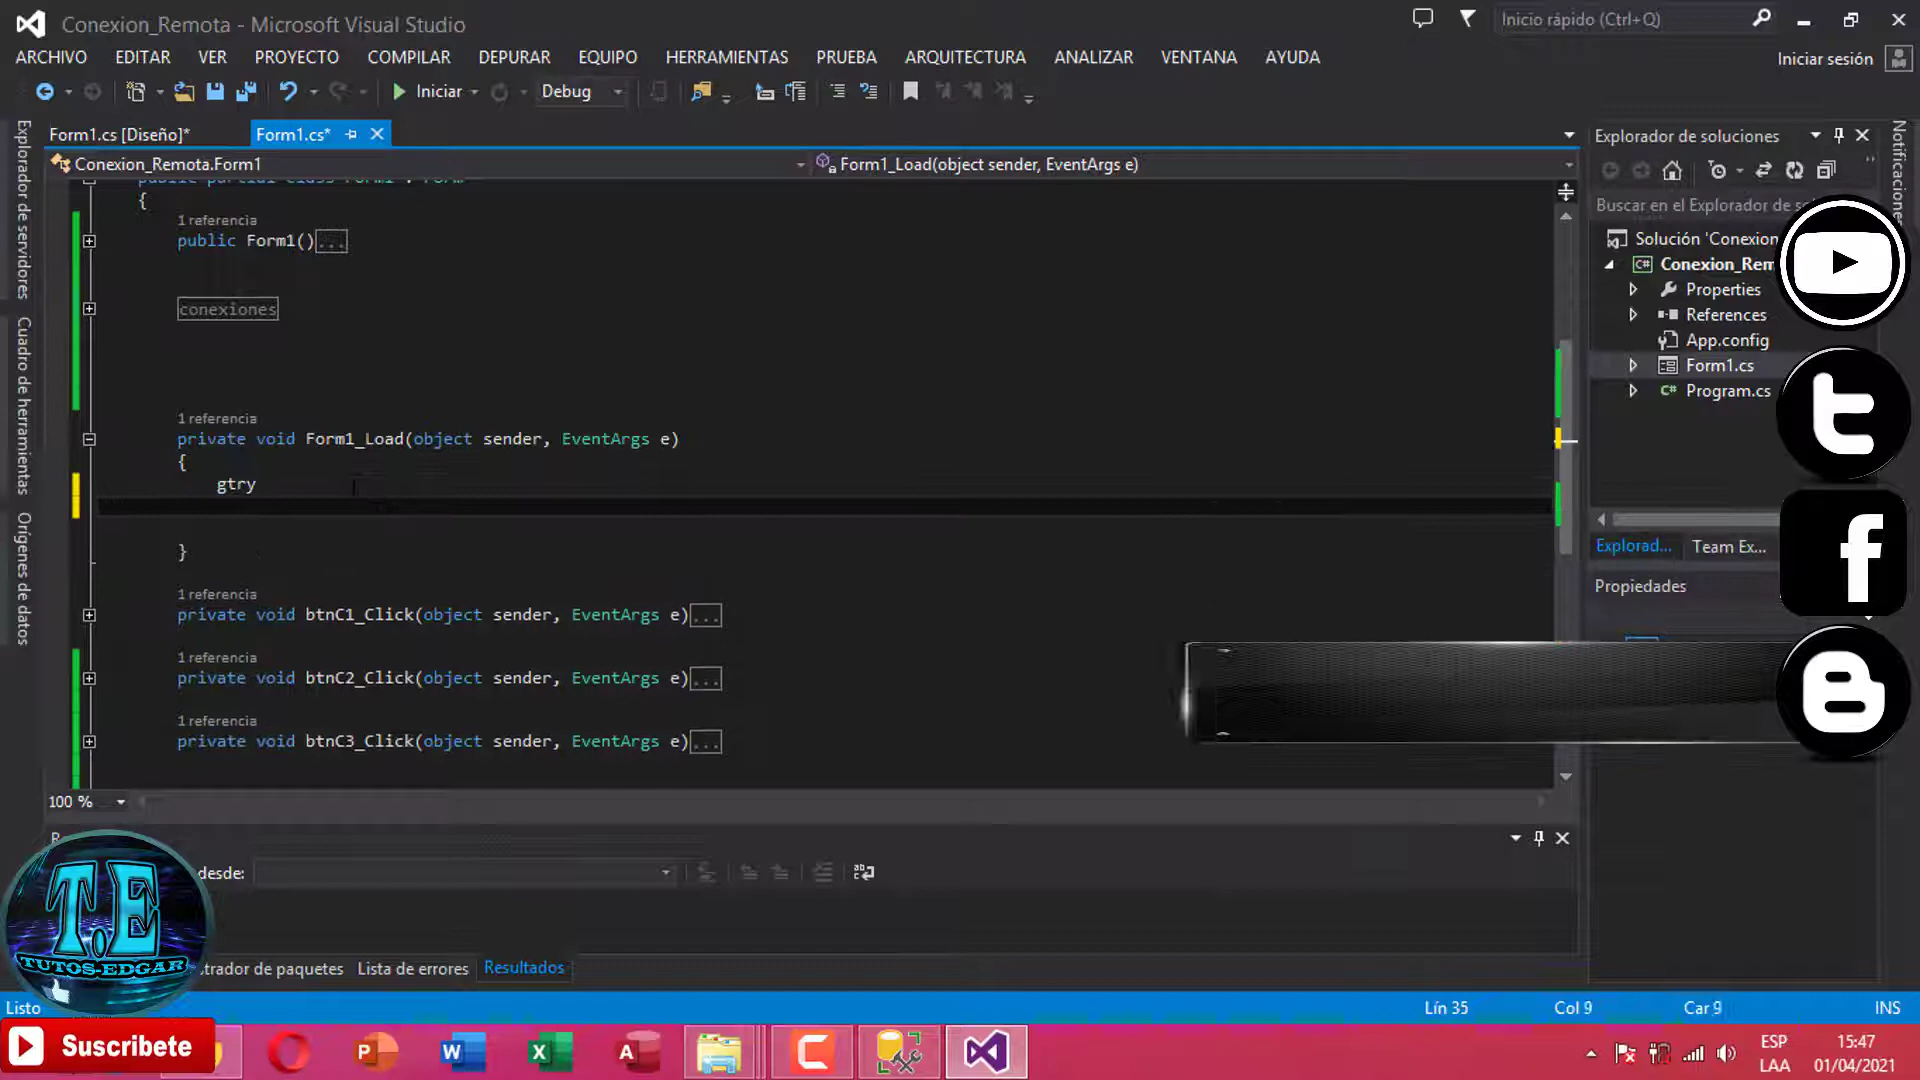 Conexion_Remota - Microsoft Visual Studio
Inicio rápido (Ctrl+Q)
ARCHIVO EDITAR VER PROYECTO COMPILAR DEPURAR EQUIPO HERRAMIENTAS PRUEBA ARQUITECTURA ANALIZAR VENTANA AYUDA
Iniciar sesión
Iniciar Debug
Form1.cs [Diseño]* Form1.cs*
Conexion_Remota.Form1
Form1_Load(object sender, EventArgs e)
{
1 referencia
public Form1()...
conexiones
1 referencia
private void Form1_Load(object sender, EventArgs e)
{
gtry
}
1 referencia
private void btnC1_Click(object sender, EventArgs e)...
1 referencia
private void btnC2_Click(object sender, EventArgs e)...
1 referencia
private void btnC3_Click(object sender, EventArgs e)...
100 %
desde:
strador de paquetes Lista de errores Resultados
Explorador de servidores
Cuadro de herramientas
Orígenes de datos
Explorador de soluciones
Buscar en el Explorador de so
Solución 'Conexion
Conexion_Rem
Properties
References
App.config
Form1.cs
Program.cs
Explorad... Team Ex...
Propiedades
Notificaciones
T.E
TUTOS-EDGAR
Listo
Lín 35 Col 9 Car 9 INS
Suscribete
ESP
LAA
15:47
01/04/2021